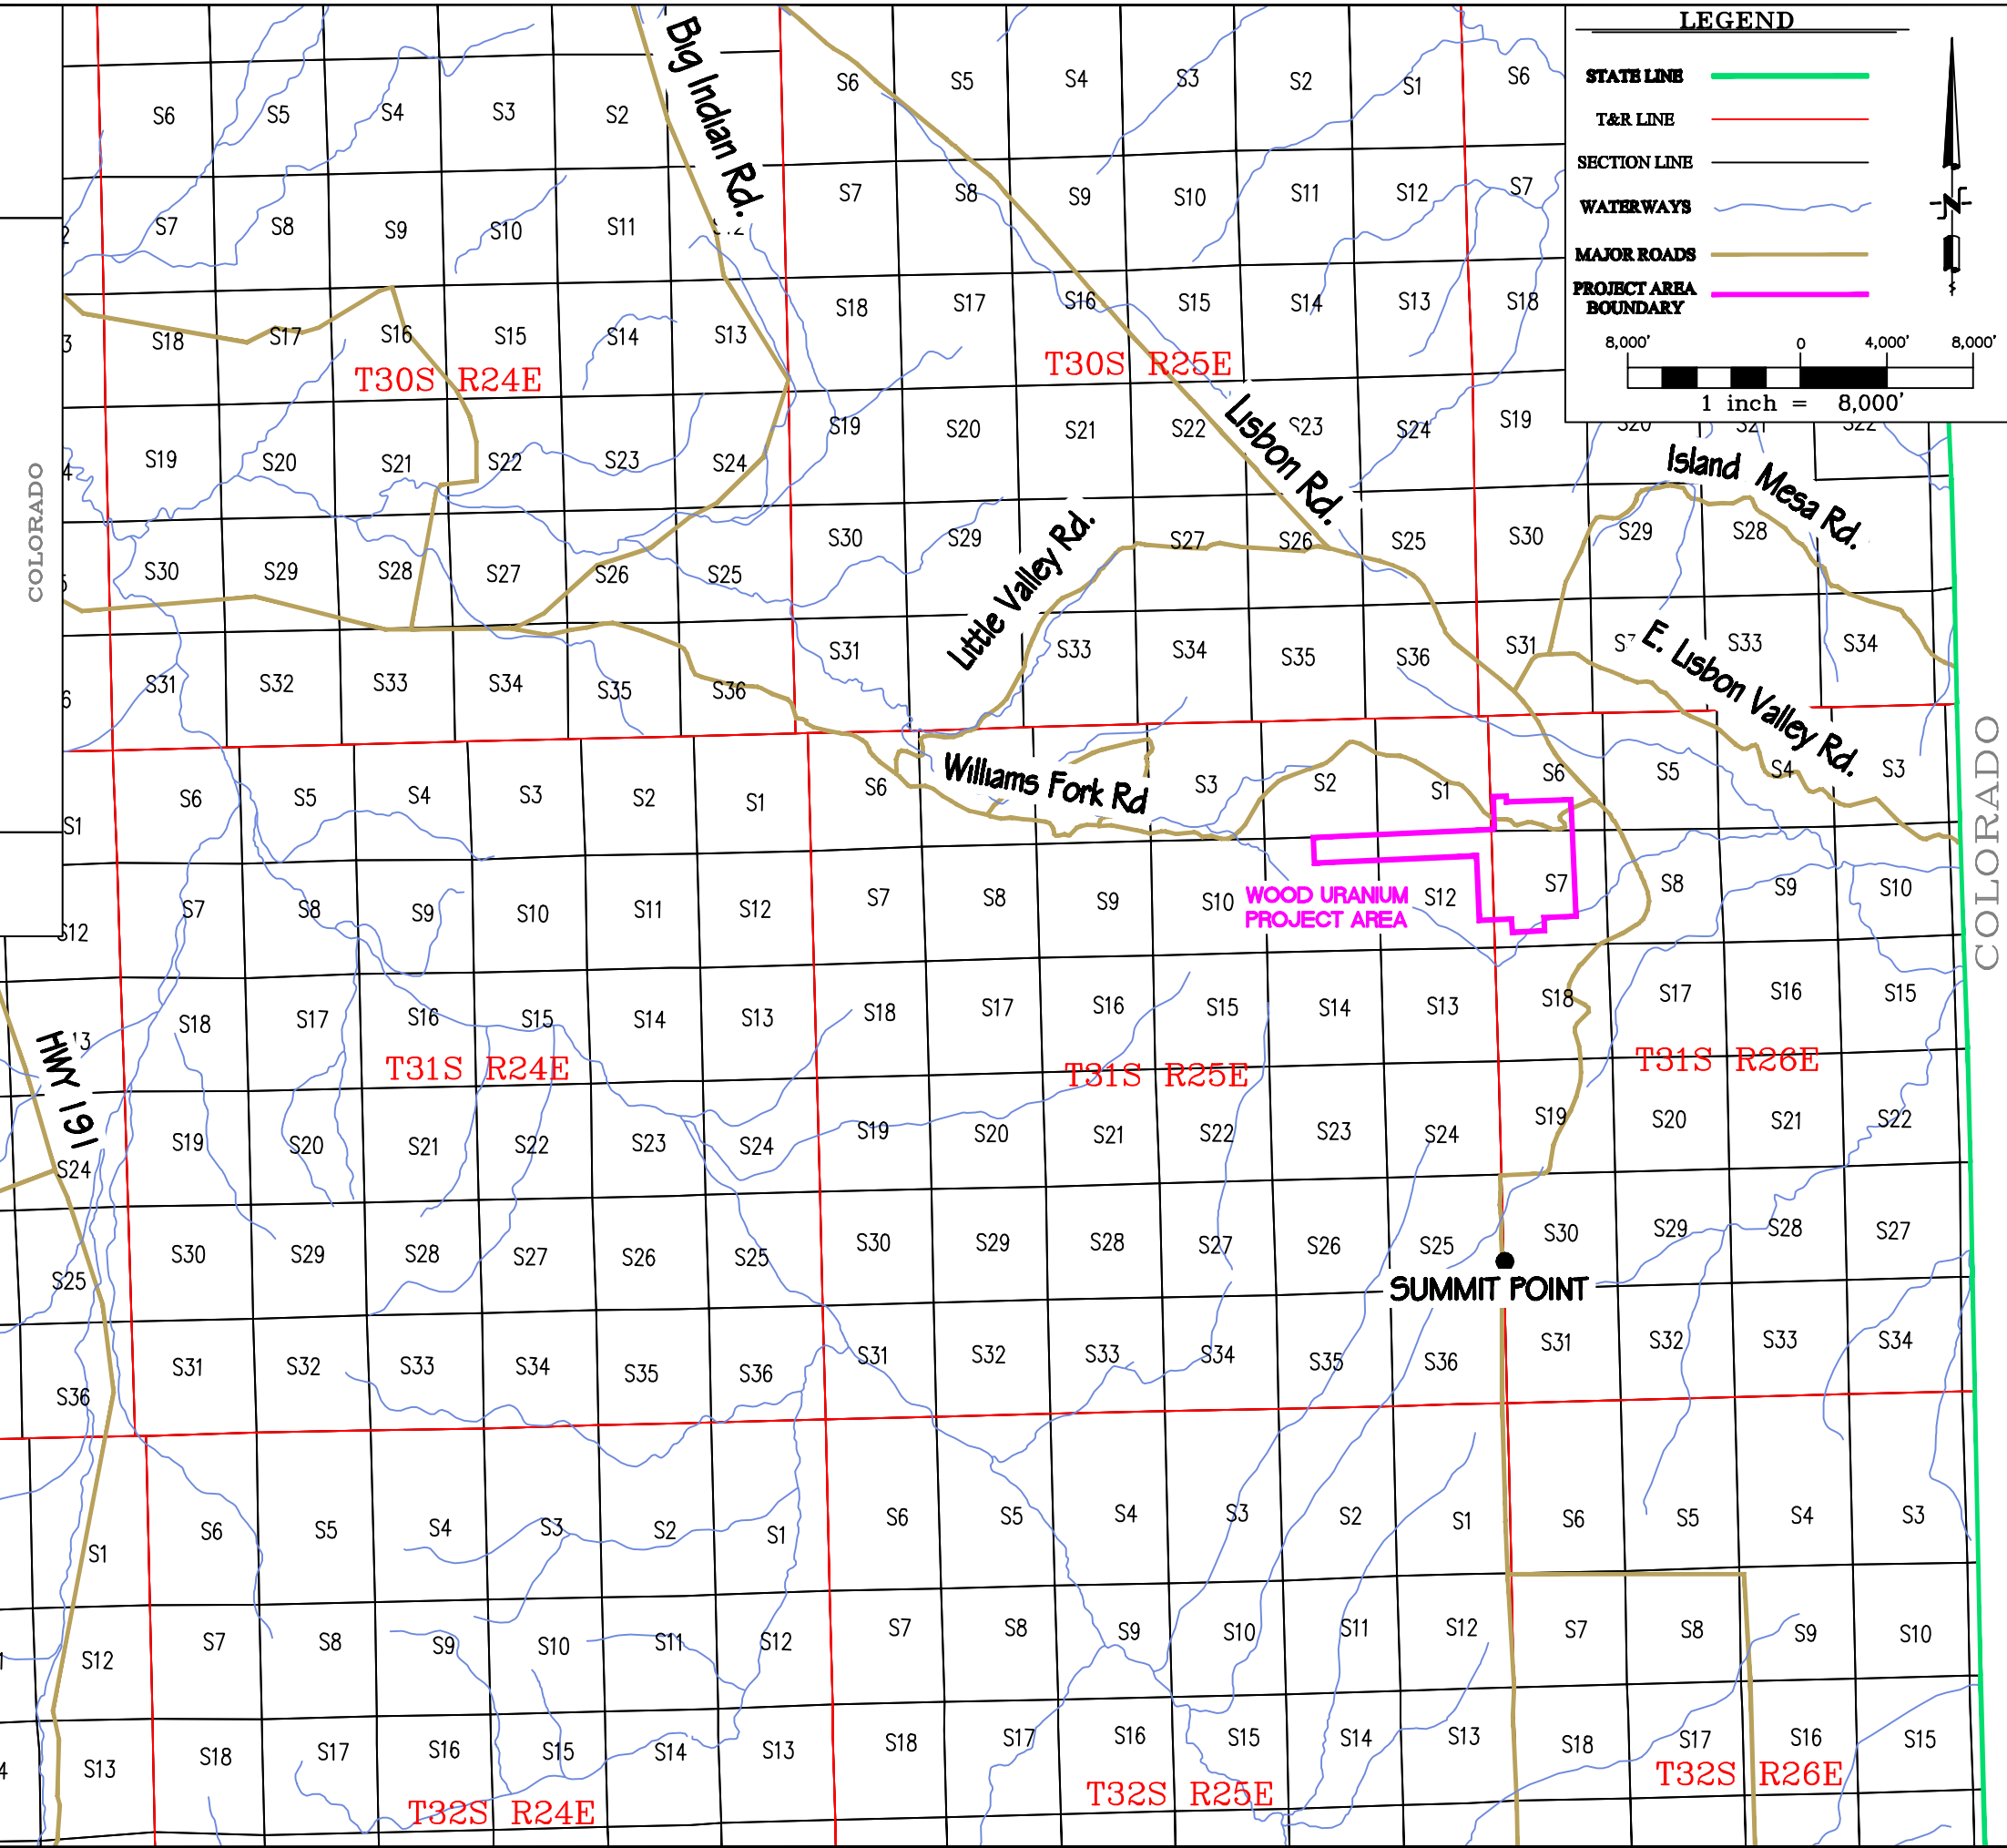 LEGEND
STATE LINE
T&R LINE
SECTION LINE
WATERWAYS
MAJOR ROADS
PROJECT AREA
BOUNDARY
N
8,000' 0 4,000' 8,000'
1 inch = 8,000'
Big Indian Rd.
S6 S5 S4 S3 S2
S6 S5 S4 S3 S2 S1 S6
2 S7 S8 S9 S10 S11
S7 S8 S9 S10 S11 S12 S7
3 S18 S17 S16 S15 S14 S13
S18 S17 S16 S15 S14 S13 S18
T30S R24E
T30S R25E
Lisbon Rd.
4 S19 S20 S21 S22 S23 S24
S19 S20 S21 S22 S23 S24 S19 S20 S21 S22
COLORADO
Island Mesa Rd.
Little Valley Rd.
S30 S29 S28 S27 S26 S25
S30 S29 S27 S26 S25 S30 S29 S28
6 S31 S32 S33 S34 S35 S36
S31 S33 S34 S35 S36 S31 S33 S34
E. Lisbon Valley Rd.
Williams Fork Rd
COLORADO
S1 S6 S5 S4 S3 S2 S1
S6 S3 S2 S1 S6 S5 S4 S3
S12 S7 S8 S9 S10 S11 S12
S7 S8 S9 S10 S12 S7 S8 S9 S10
WOOD URANIUM
PROJECT AREA
HWY 191
13 S18 S17 S16 S15 S14 S13
S18 S17 S16 S15 S14 S13 S18 S17 S16 S15
T31S R24E
T31S R25E
T31S R26E
S24 S19 S20 S21 S22 S23 S24
S19 S20 S21 S22 S23 S24 S19 S20 S21 S22
S25 S30 S29 S28 S27 S26 S25
S30 S29 S28 S27 S26 S25 S30 S29 S28 S27
SUMMIT POINT
S36 S31 S32 S33 S34 S35 S36
S31 S32 S33 S34 S35 S36 S31 S32 S33 S34
S1 S6 S5 S4 S3 S2 S1
S6 S5 S4 S3 S2 S1 S6 S5 S4 S3
S12 S7 S8 S9 S10 S11 S12
S7 S8 S9 S10 S11 S12 S7 S8 S9 S10
4 S13 S18 S17 S16 S15 S14 S13
S18 S17 S16 S15 S14 S13 S18 S17 S16 S15
T32S R24E
T32S R25E
T32S R26E